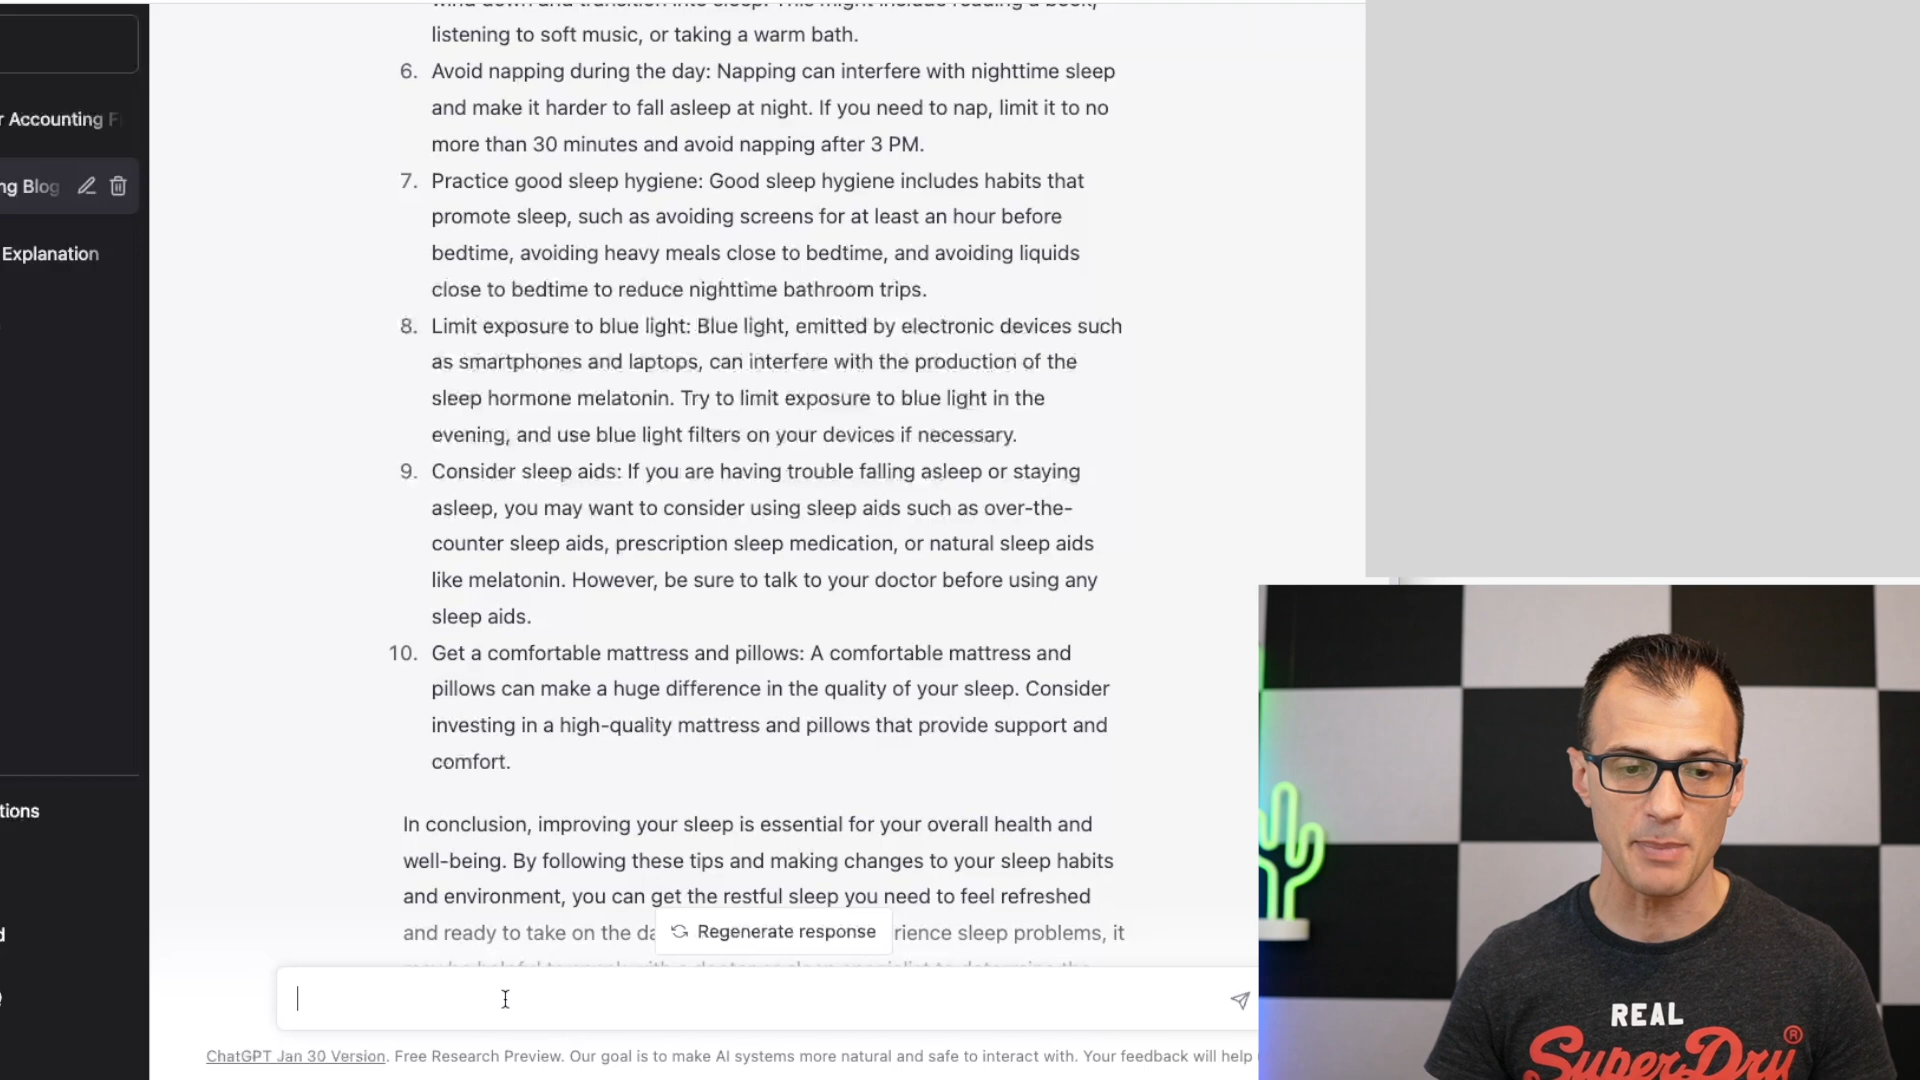 wind down and transition into sleep. This might include reading a book,
listening to soft music, or taking a warm bath.
6. Avoid napping during the day: Napping can interfere with nighttime sleep
and make it harder to fall asleep at night. If you need to nap, limit it to no
more than 30 minutes and avoid napping after 3 PM.
7. Practice good sleep hygiene: Good sleep hygiene includes habits that
promote sleep, such as avoiding screens for at least an hour before
bedtime, avoiding heavy meals close to bedtime, and avoiding liquids
close to bedtime to reduce nighttime bathroom trips.
8. Limit exposure to blue light: Blue light, emitted by electronic devices such
as smartphones and laptops, can interfere with the production of the
sleep hormone melatonin. Try to limit exposure to blue light in the
evening, and use blue light filters on your devices if necessary.
9. Consider sleep aids: If you are having trouble falling asleep or staying
asleep, you may want to consider using sleep aids such as over-the-
counter sleep aids, prescription sleep medication, or natural sleep aids
like melatonin. However, be sure to talk to your doctor before using any
sleep aids.
10. Get a comfortable mattress and pillows: A comfortable mattress and
pillows can make a huge difference in the quality of your sleep. Consider
investing in a high-quality mattress and pillows that provide support and
comfort.
In conclusion, improving your sleep is essential for your overall health and
well-being. By following these tips and making changes to your sleep habits
and environment, you can get the restful sleep you need to feel refreshed
and ready to take on the da
rience sleep problems, it
Regenerate response
ChatGPT Jan 30 Version. Free Research Preview. Our goal is to make AI systems more natural and safe to interact with. Your feedback will help
r Accounting F
ng Blog
Explanation
tions
d
REAL
SuperDry®